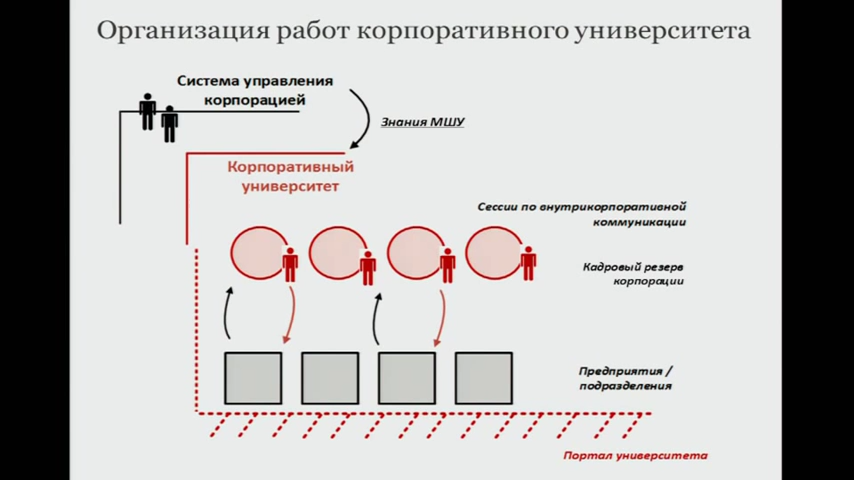 Организация работ корпоративного университета
Система управления
корпорацией
Знания МШУ
Корпоративный
университет
Сессии по внутрикорпоративной
коммуникации
Кадровый резерв
корпорации
Предприятия /
подразделения
Портал университета